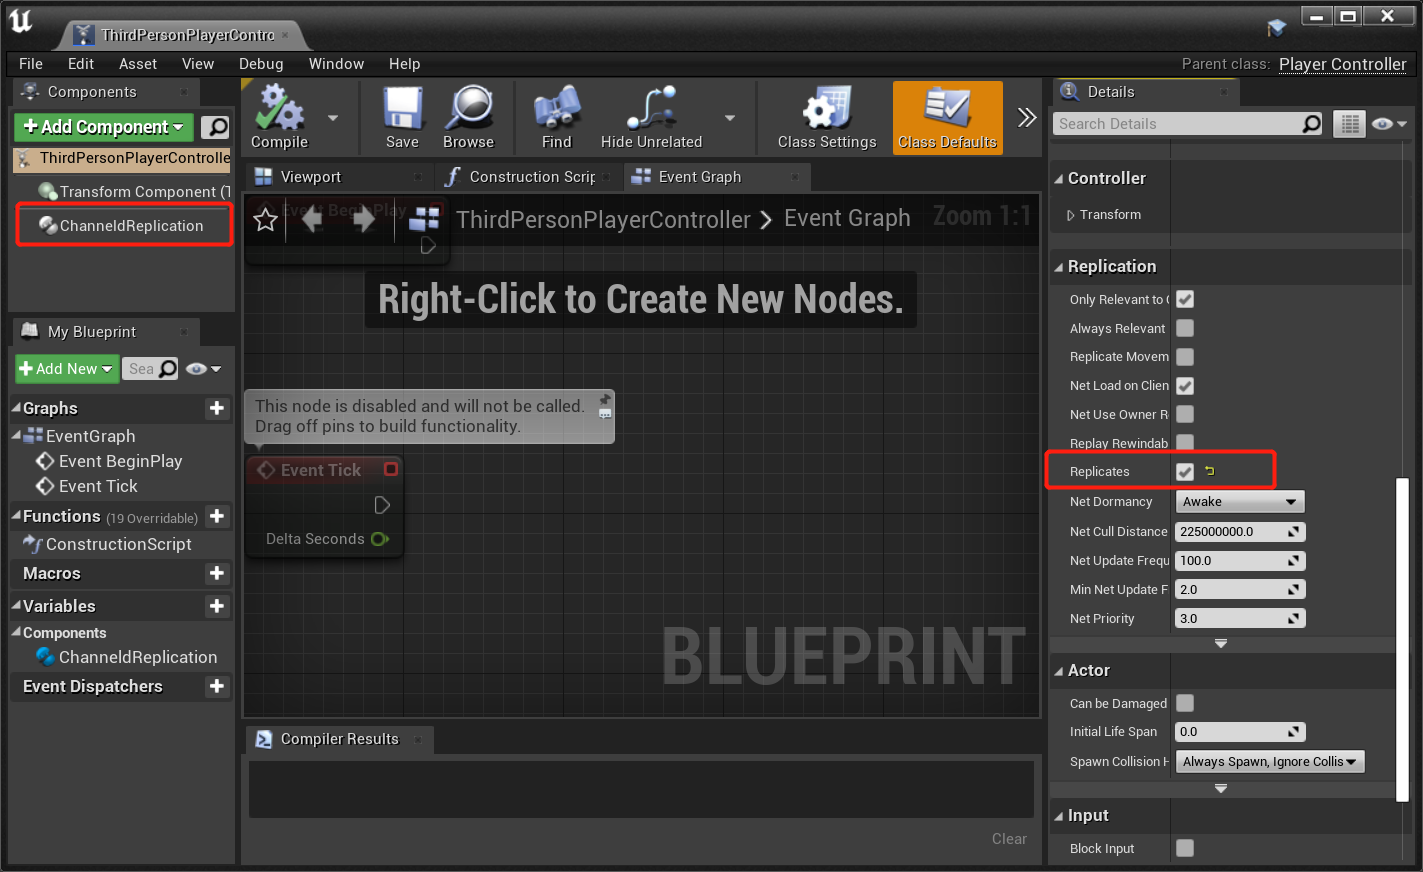 ThirdPersonPlayerContro
File Edit Asset View Debug Window Help
Parent class: Player Controller
Components
+Add Component
ThirdPersonPlayerControlle
Transform Component (T
ChanneldReplication
My Blueprint
+Add New
Sea
Graphs
EventGraph
Event BeginPlay
Event Tick
Functions (19 Overridable)
ConstructionScript
Macros
Variables
Components
ChanneldReplication
Event Dispatchers
Compile
Save
Browse
Find
Hide Unrelated
Class Settings
Class Defaults
Viewport
Construction Scrip
Event Graph
Event BeginPlay
ThirdPersonPlayerController > Event Graph
Zoom 1:1
Right-Click to Create New Nodes.
This node is disabled and will not be called.
Drag off pins to build functionality.
Event Tick
Delta Seconds
BLUEPRINT
Compiler Results
Clear
Details
Search Details
Controller
Transform
Replication
Only Relevant to O
Always Relevant
Replicate Movem
Net Load on Clien
Net Use Owner R
Replay Rewindab
Replicates
Net Dormancy Awake
Net Cull Distance 225000000.0
Net Update Frequ 100.0
Min Net Update F 2.0
Net Priority 3.0
Actor
Can be Damaged
Initial Life Span 0.0
Spawn Collision H Always Spawn, Ignore Collis
Input
Block Input